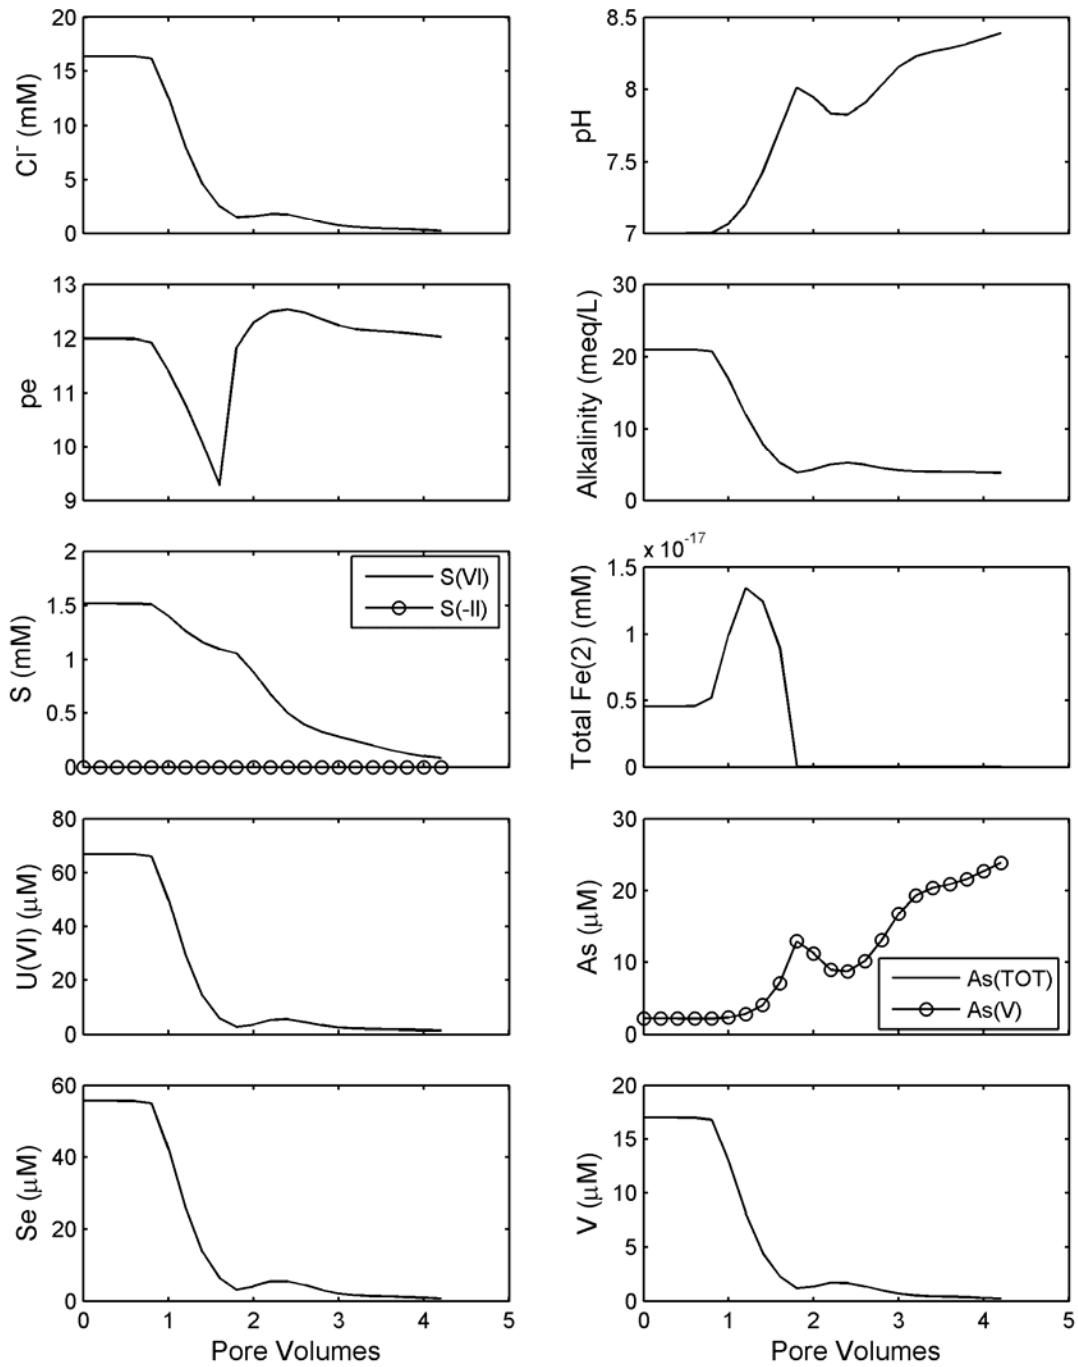 20
15
10
5
0
Cl- (mM)
8.5
8
7.5
7
pH
13
12
11
10
9
pe
30
20
10
0
Alkalinity (meq/L)
2
1.5
1
0.5
0
S (mM)
S(VI)
S(-II)
x 10-17
1.5
1
0.5
0
Total Fe(2) (mM)
80
60
40
20
0
U(VI) (μM)
30
20
10
0
As (μM)
As(TOT)
As(V)
60
40
20
0
Se (μM)
0 1 2 3 4 5
Pore Volumes
20
15
10
5
0
V (μM)
0 1 2 3 4 5
Pore Volumes